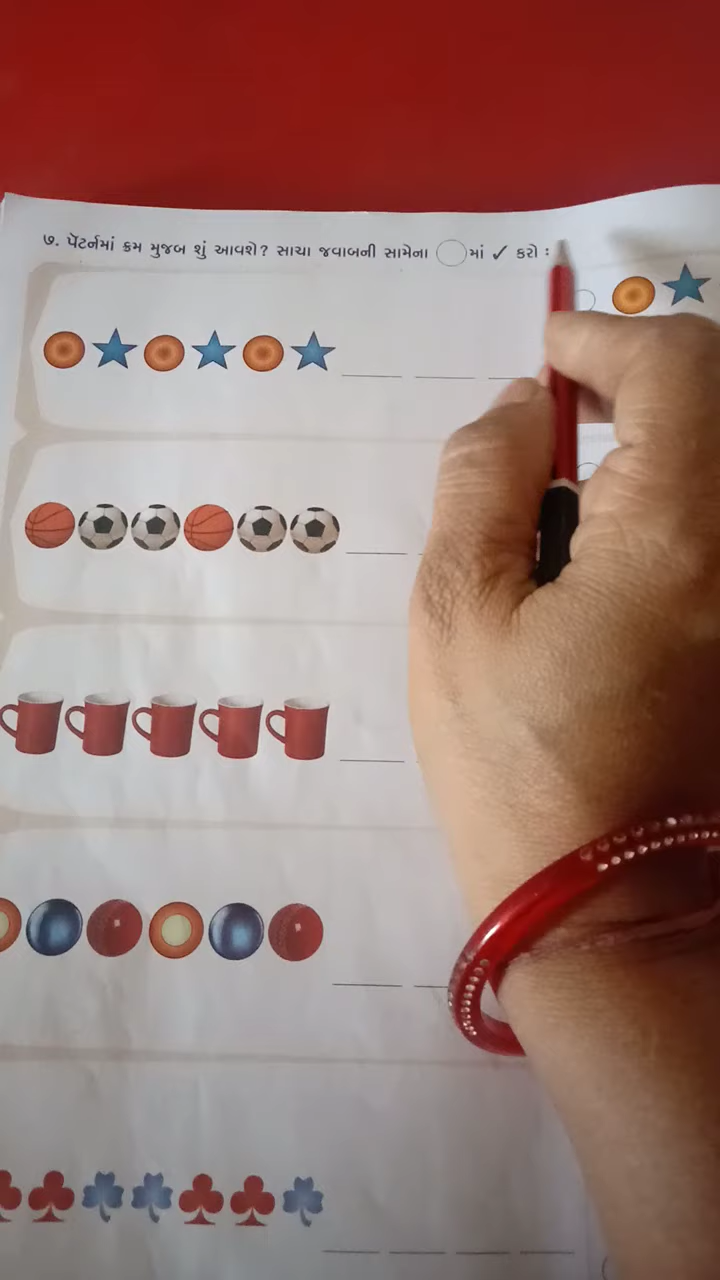 ૭. પૅટર્નમાં ક્રમ મુજબ શું આવશે? સાચા જવાબની સામેના ◯માં ✓ કરો :